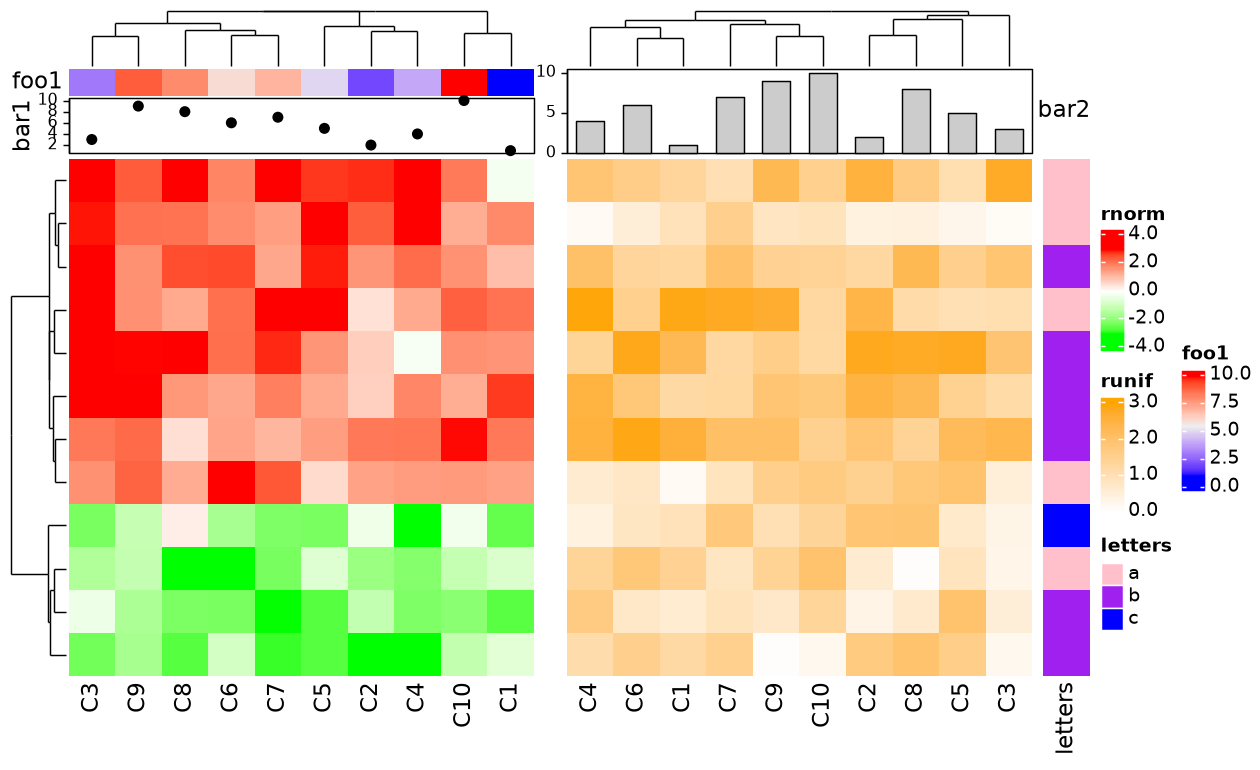 foo1
bar1
10
8
6
4
2
10
5
0
bar2
C3 C9 C8 C6 C7 C5 C2 C4 C10 C1
C4 C6 C1 C7 C9 C10 C2 C8 C5 C3
letters
rnorm
4.0
2.0
0.0
-2.0
-4.0
runif
3.0
2.0
1.0
0.0
letters
a
b
c
foo1
10.0
7.5
5.0
2.5
0.0